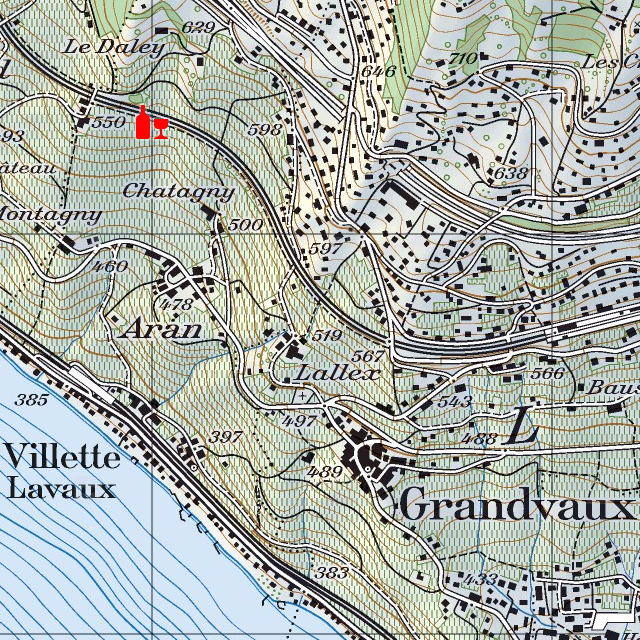 Le Daley
629
646
710
Les C
d
550
598
93
âteau
Chatagny
638
Montagny
500
597
460
478
Aran
519
567
Lallex
566
385
543
Baus
497
L
397
488
Villette
Lavaux
489
Grandvaux
383
433